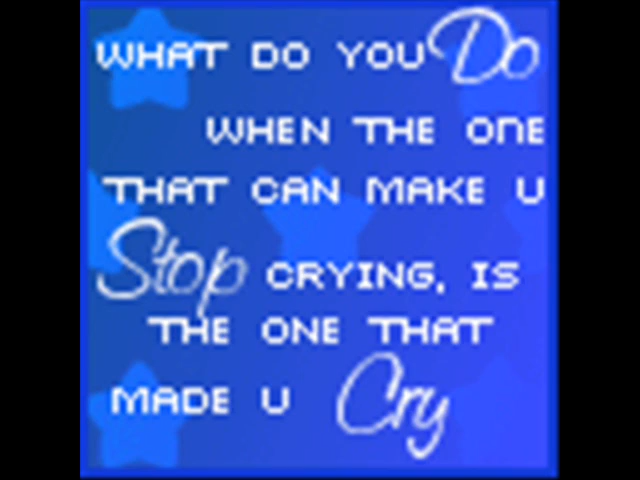 WHAT DO YOU Do
WHEN THE ONE
THAT CAN MAKE U
Stop CRYING, IS
THE ONE THAT
MADE U Cry